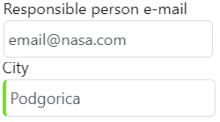 Responsible person e-mail
email@nasa.com
City
Podgorica